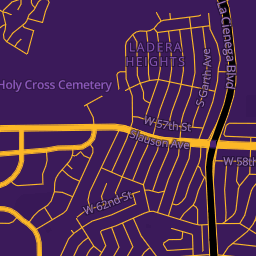 La Cienega Blvd
LADERA
HEIGHTS
S Garth Ave
Holy Cross Cemetery
W 57th St
Slauson Ave
W 58th
W 62nd St